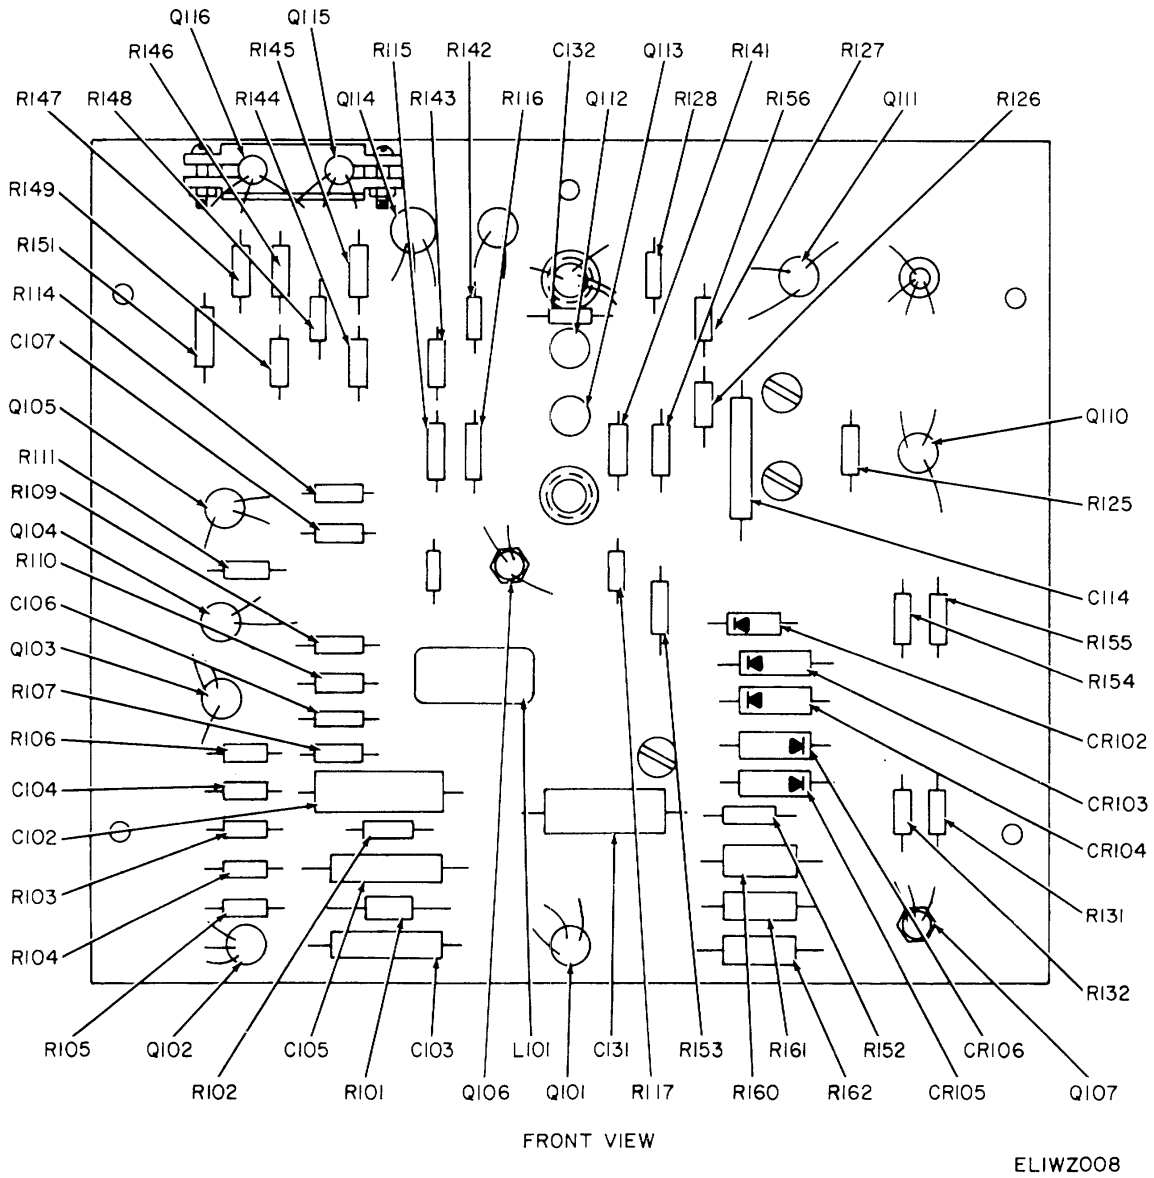 Q116 Q115
R146 R145 R115 R142 C132 Q113 R141 R127
R147 R148 R144 Q114 R143 R116 Q112 R128 R156 Q111 R126
R149
R151
R114
C107
Q105
Q110
R111
R109
R125
Q104
R110
C106
C114
Q103
R155
R107
R154
R106
CR102
C104
CR103
C102
CR104
R103
R131
R104
R132
R105 Q102 C105 C103 L101 C131 R153 R161 R152 CR106
R102 R101 Q106 Q101 R117 R160 R162 CR105 Q107
FRONT VIEW
EL1WZ008